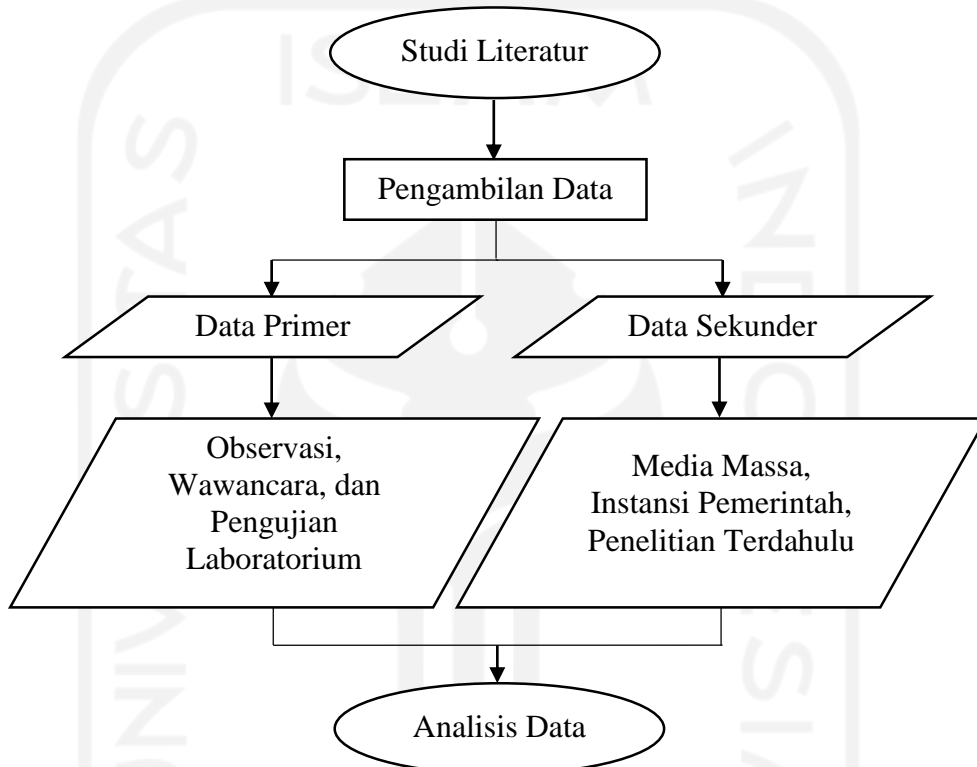 Studi Literatur
ISLAM
Pengambilan Data
Data Primer
Data Sekunder
Observasi,
Wawancara, dan
Pengujian
Laboratorium
Media Massa,
Instansi Pemerintah,
Penelitian Terdahulu
Analisis Data